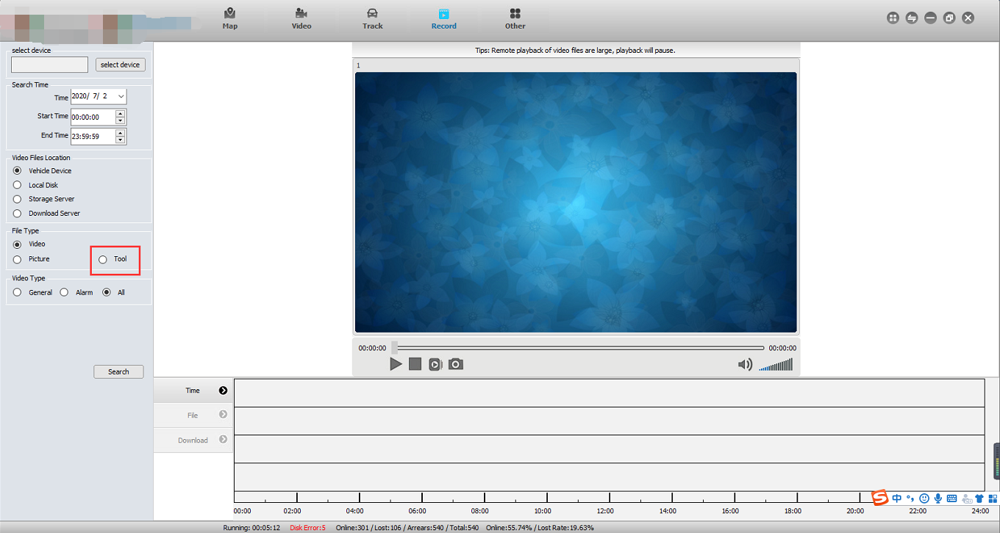 Map Video Track Record Other
select device
select device
Tips: Remote playback of video files are large, playback will pause.
1
Search Time
Time 2020/ 7/ 2
Start Time 00:00:00
End Time 23:59:59
Video Files Location
Vehicle Device
Local Disk
Storage Server
Download Server
File Type
Video
Picture Tool
Video Type
General Alarm All
Search
00:00:00 00:00:00
Time
File
Download
00:00 02:00 04:00 06:00 08:00 10:00 12:00 14:00 16:00 18:00 20:00 22:00 24:00
S 中 °,
Running: 00:05:12 Disk Error:5 Online:301 / Lost:106 / Arrears:540 / Total:540 Online:55.74% / Lost Rate:19.63%